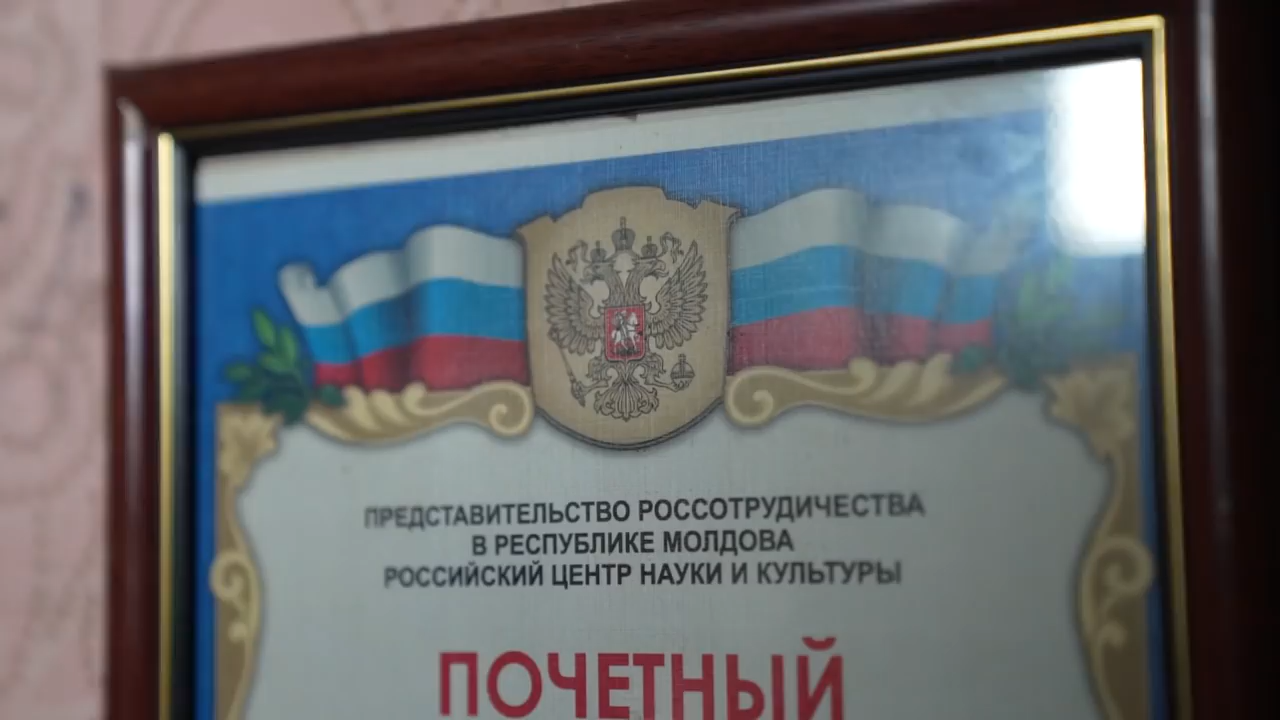 ПРЕДСТАВИТЕЛЬСТВО РОССОТРУДИЧЕСТВА
В РЕСПУБЛИКЕ МОЛДОВА
РОССИЙСКИЙ ЦЕНТР НАУКИ И КУЛЬТУРЫ
ПОЧЕТНЫЙ